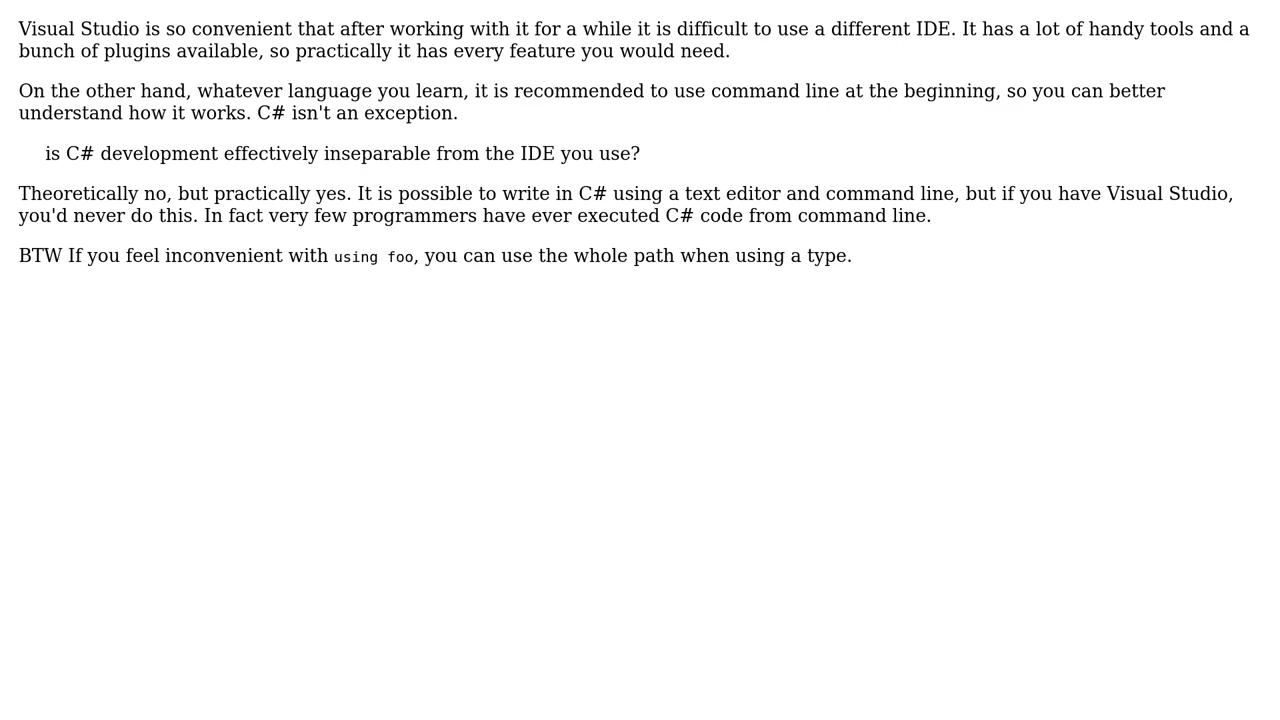 Visual Studio is so convenient that after working with it for a while it is difficult to use a different IDE. It has a lot of handy tools and a
bunch of plugins available, so practically it has every feature you would need.
On the other hand, whatever language you learn, it is recommended to use command line at the beginning, so you can better
understand how it works. C# isn't an exception.
is C# development effectively inseparable from the IDE you use?
Theoretically no, but practically yes. It is possible to write in C# using a text editor and command line, but if you have Visual Studio,
you'd never do this. In fact very few programmers have ever executed C# code from command line.
BTW If you feel inconvenient with using foo, you can use the whole path when using a type.